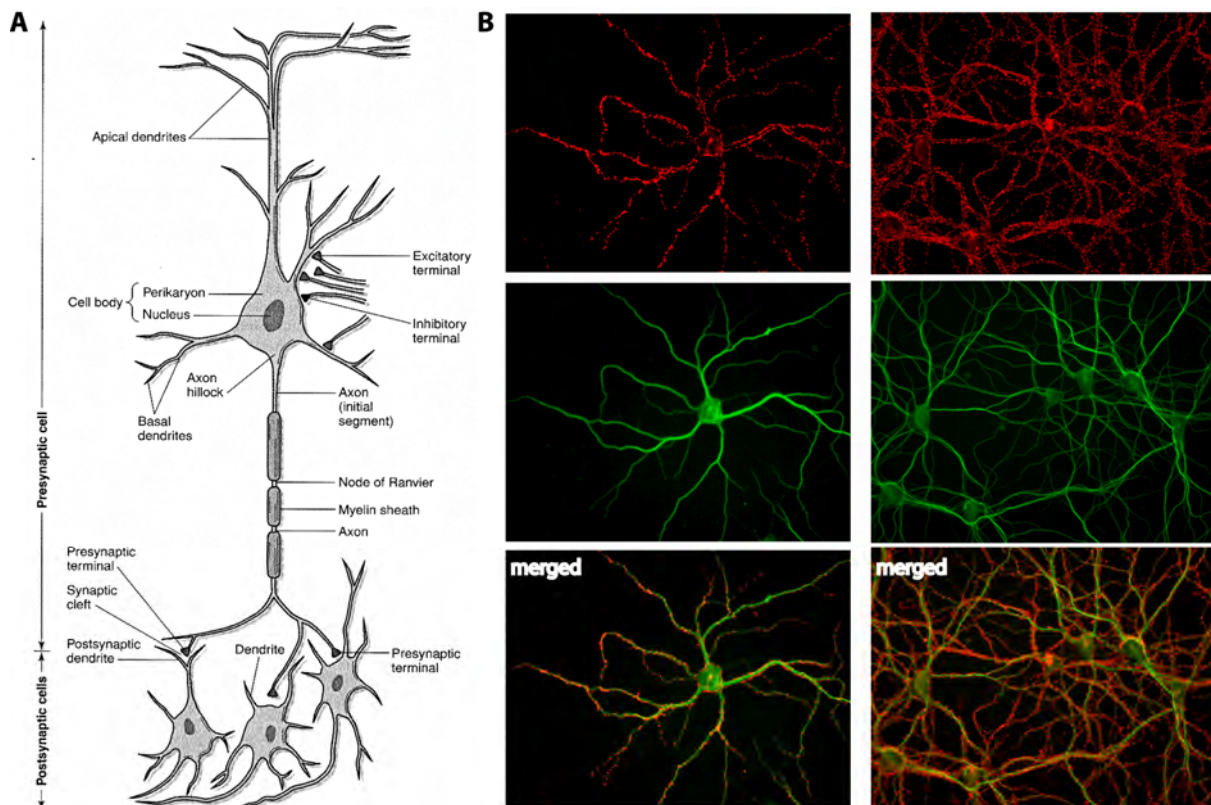 A
B
Apical dendrites
Excitatory
terminal
Cell body
Perikaryon
Nucleus
Inhibitory
terminal
Axon
hillock
Axon
(initial
segment)
Basal
dendrites
Presynaptic cell
Node of Ranvier
Myelin sheath
Axon
Presynaptic
terminal
Synaptic
cleft
Postsynaptic
dendrite
Dendrite
Presynaptic
terminal
Postsynaptic cells
merged
merged